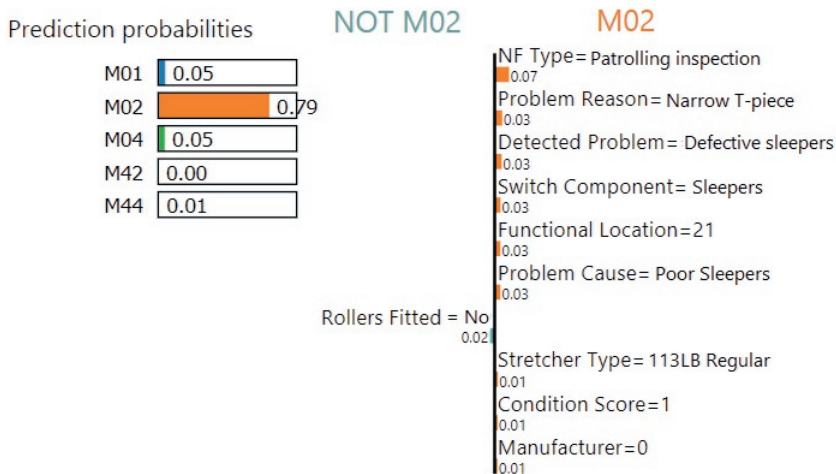 Prediction probabilities
M01 0.05
M02 0.79
M04 0.05
M42 0.00
M44 0.01
NOT M02
M02
NF Type= Patrolling inspection
0.07
Problem Reason= Narrow T-piece
0.03
Detected Problem= Defective sleepers
0.03
Switch Component= Sleepers
0.03
Functional Location=21
0.03
Problem Cause= Poor Sleepers
0.03
Rollers Fitted = No
0.02
Stretcher Type= 113LB Regular
0.01
Condition Score=1
0.01
Manufacturer=0
0.01